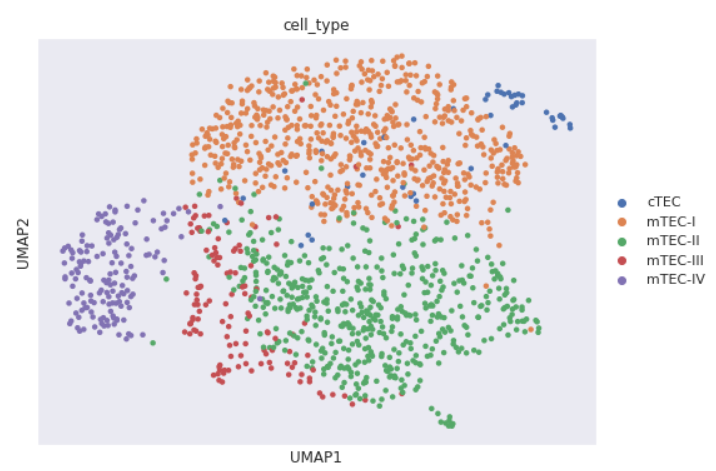 cell_type
UMAP2
cTEC
mTEC-I
mTEC-II
mTEC-III
mTEC-IV
UMAP1